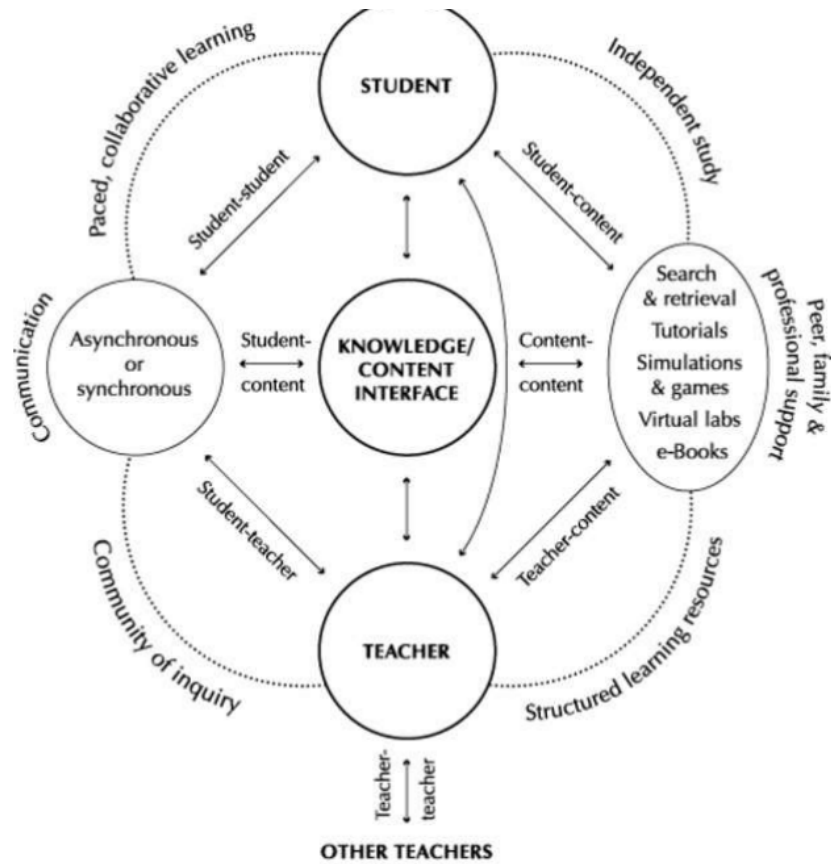 STUDENT
Paced, collaborative learning
Independent study
Student-student
Student-content
Communication
Asynchronous
or
synchronous
Student-
content
KNOWLEDGE/
CONTENT
INTERFACE
Content-
content
Search
& retrieval
Tutorials
Simulations
& games
Virtual labs
e-Books
Peer, family &
professional support
Student-teacher
Teacher-content
Community of inquiry
TEACHER
Structured learning resources
Teacher-
teacher
OTHER TEACHERS